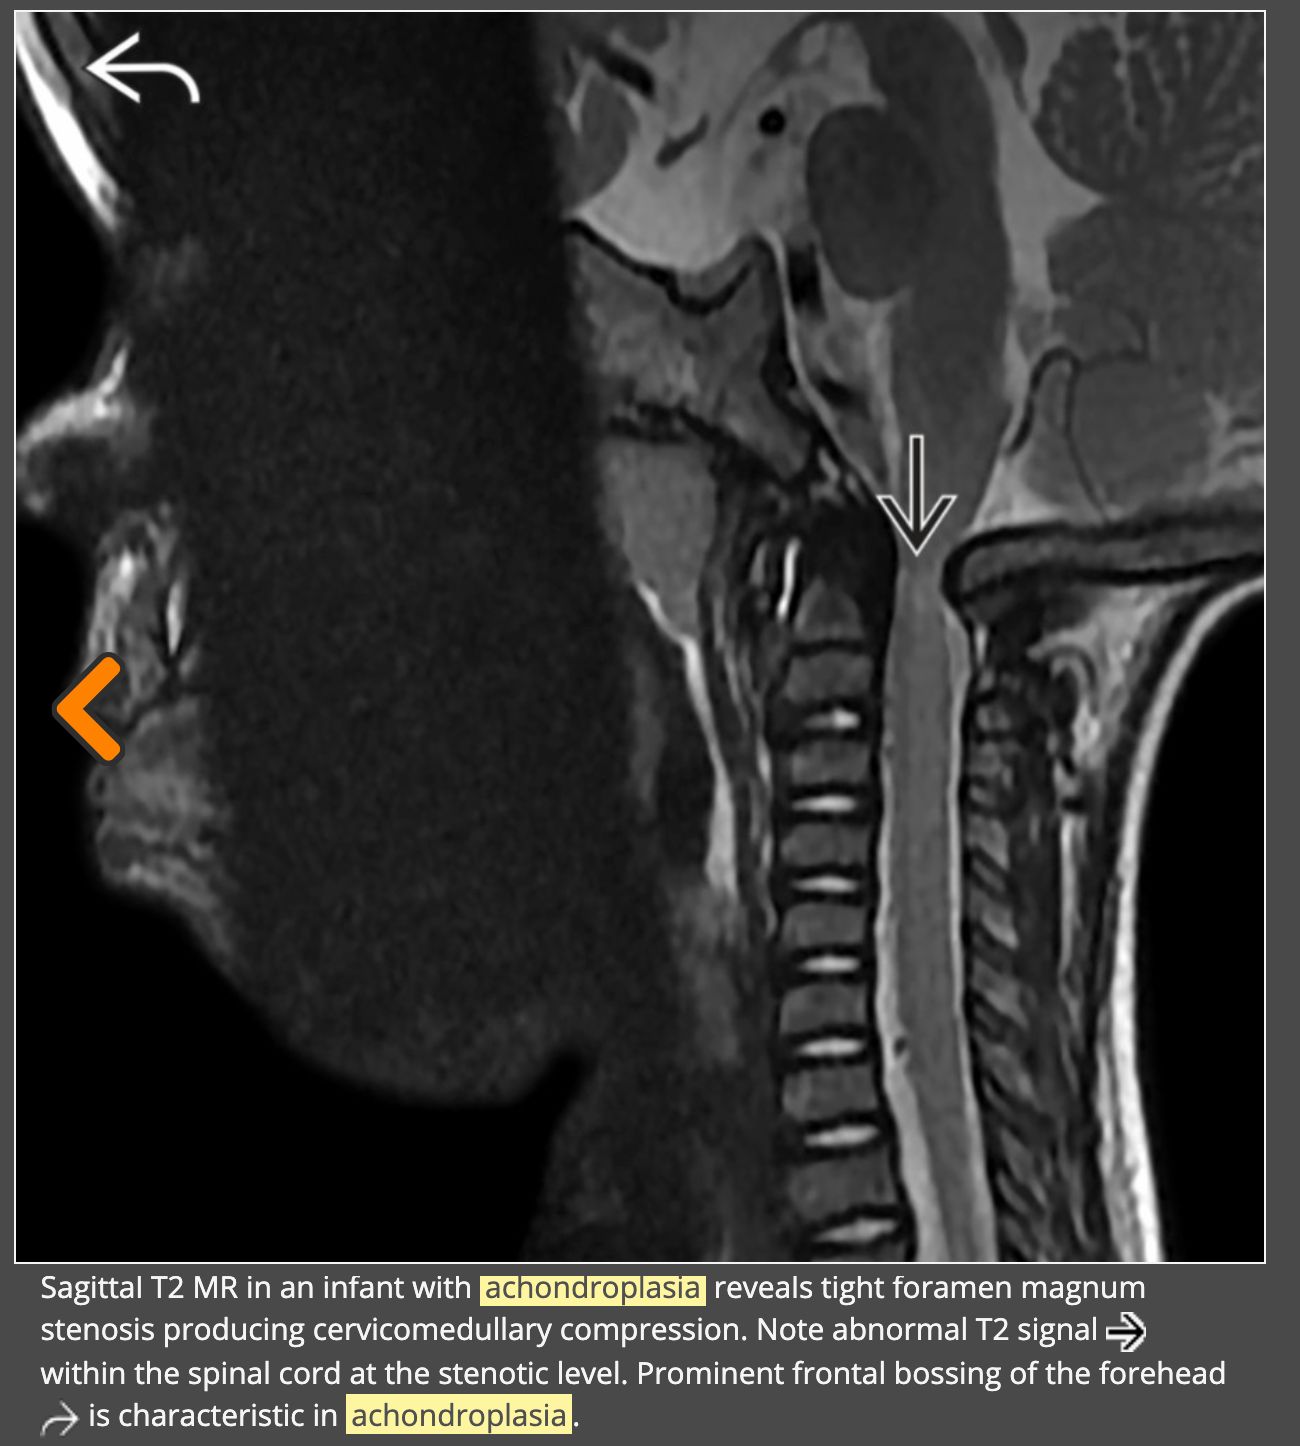 Sagittal T2 MR in an infant with achondroplasia reveals tight foramen magnum
stenosis producing cervicomedullary compression. Note abnormal T2 signal
within the spinal cord at the stenotic level. Prominent frontal bossing of the forehead
is characteristic in achondroplasia.